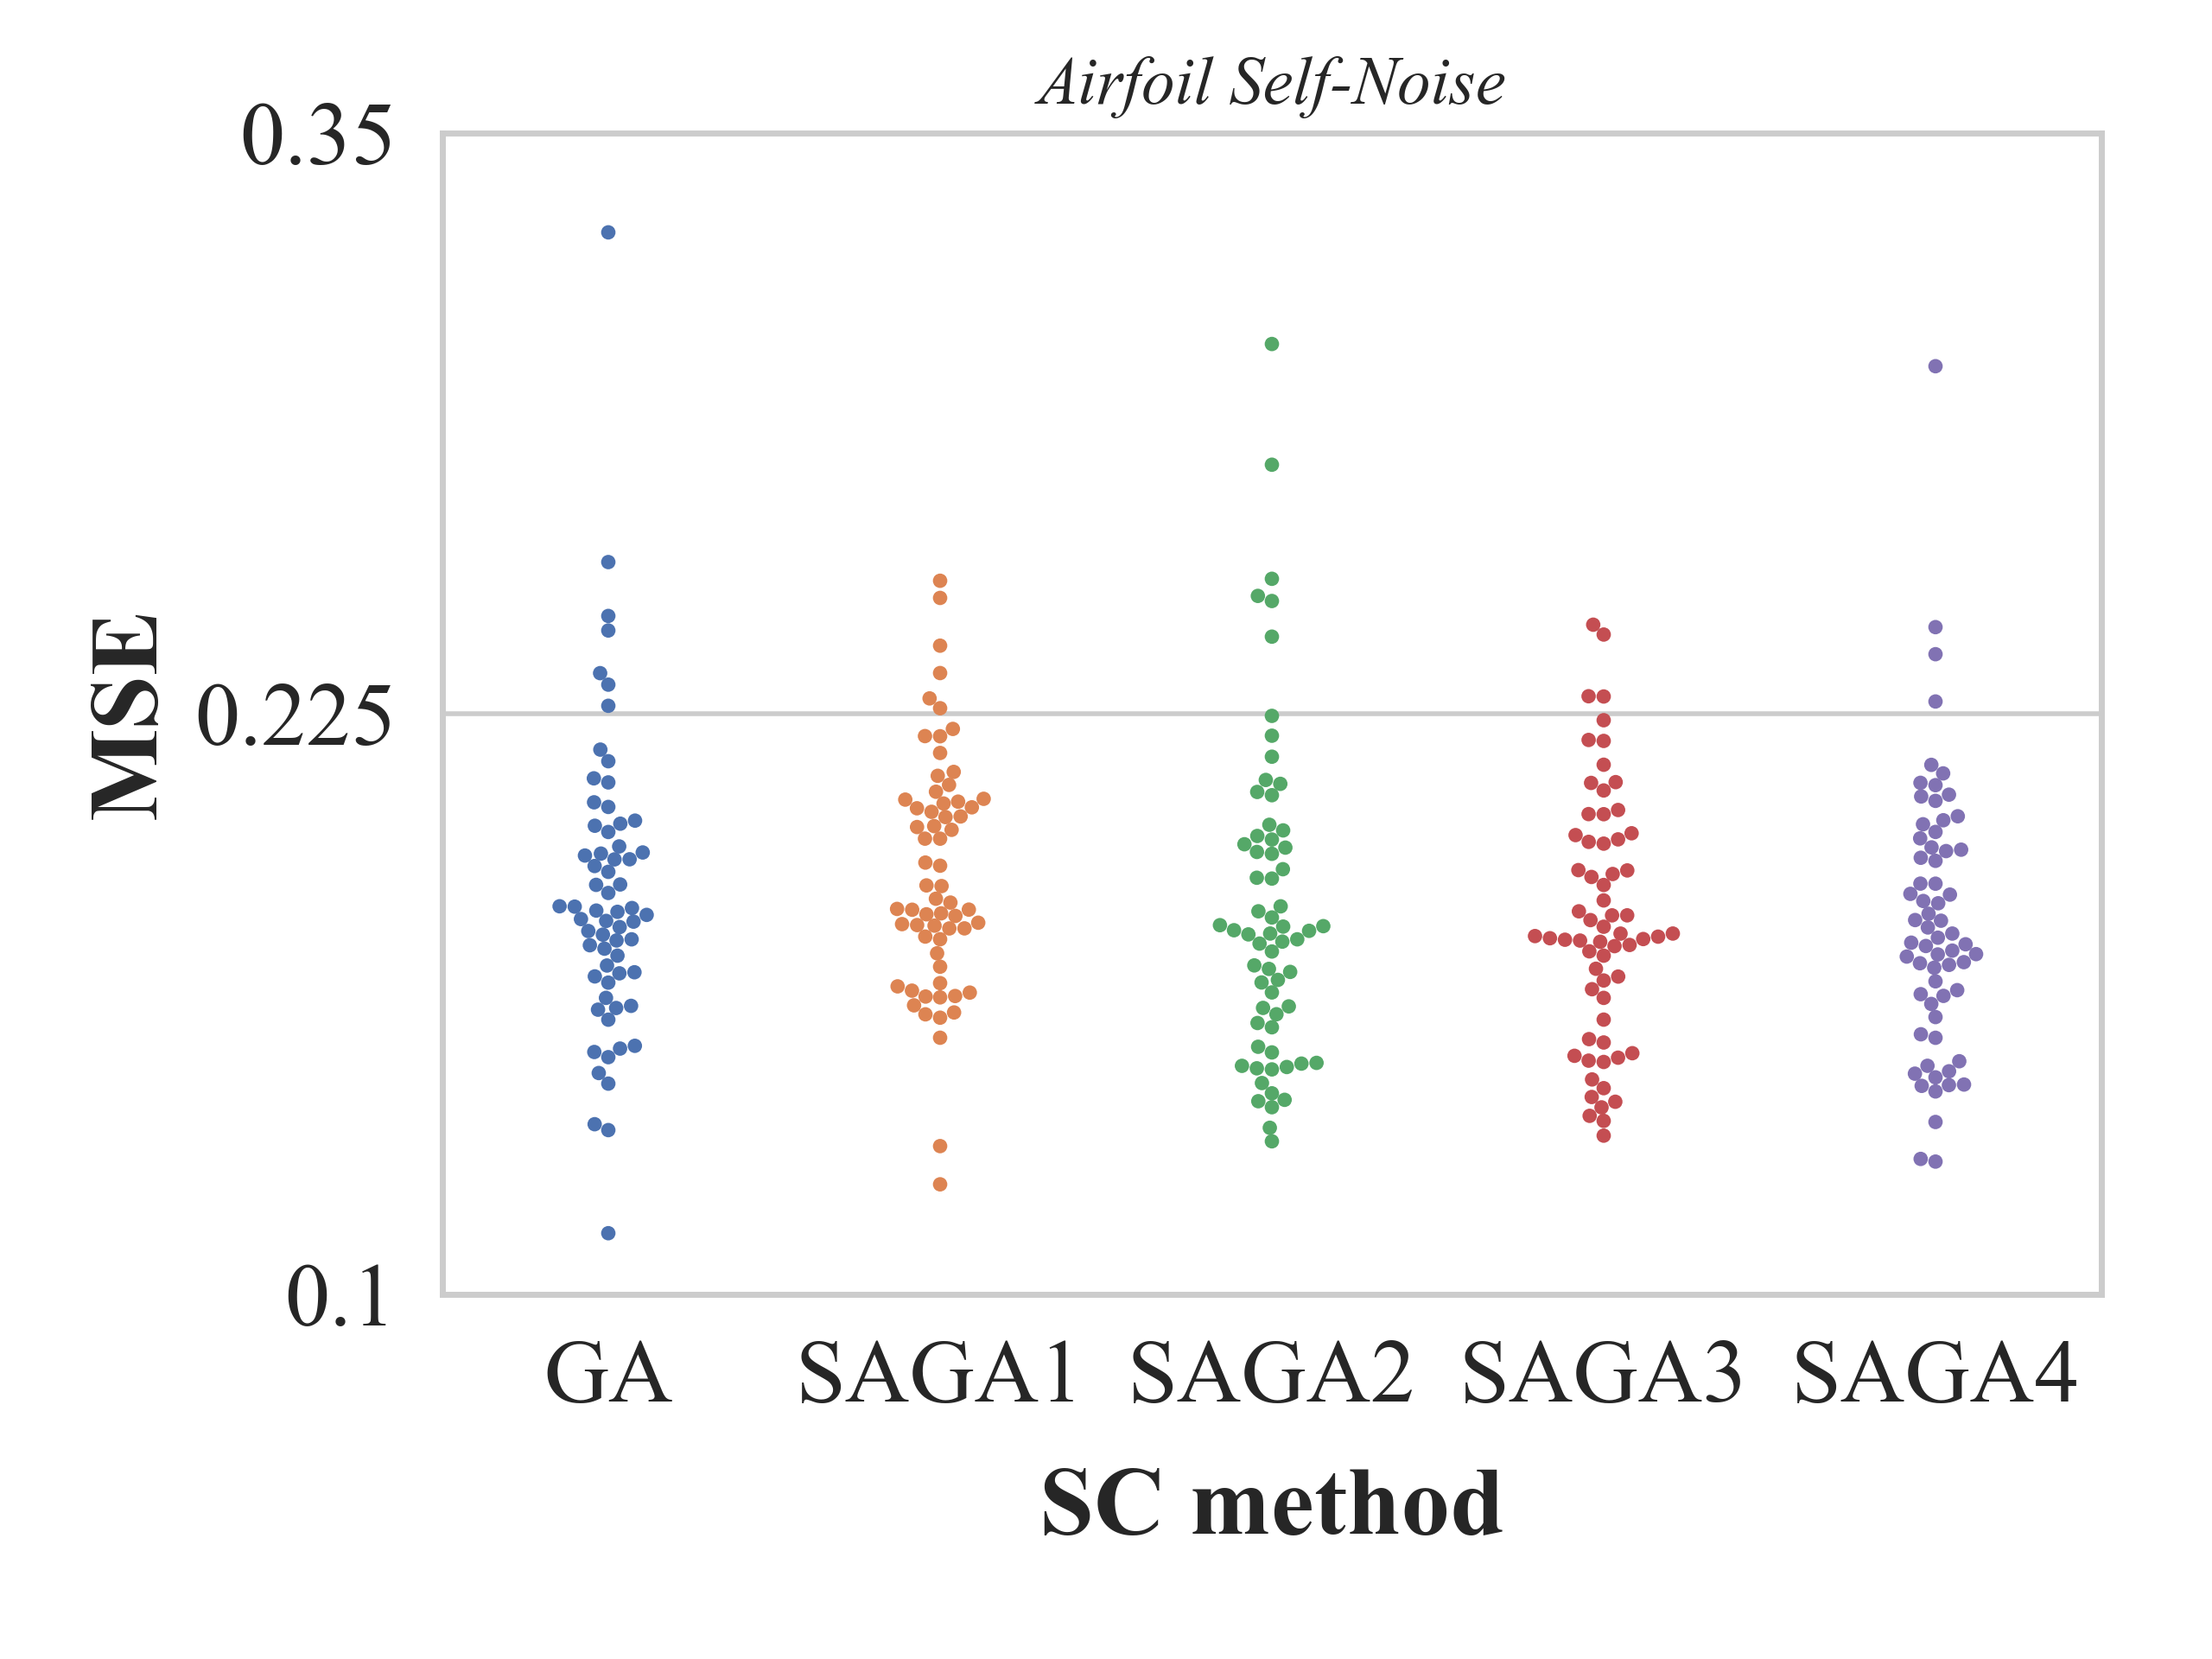 Airfoil Self-Noise
0.35
0.225
0.1
MSE
GA SAGA1 SAGA2 SAGA3 SAGA4
SC method